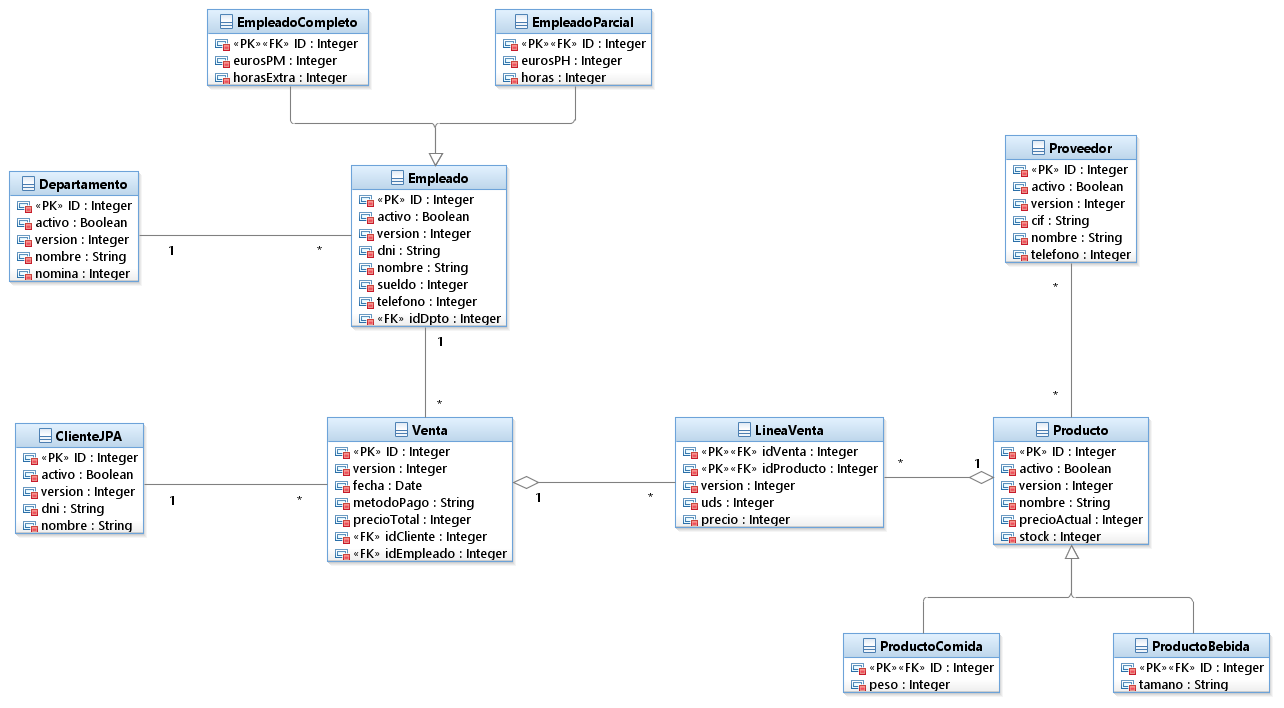 EmpleadoCompleto
«PK» «FK» ID : Integer
eurosPM : Integer
horasExtra : Integer
EmpleadoParcial
«PK» «FK» ID : Integer
eurosPH : Integer
horas : Integer
Departamento
«PK» ID : Integer
activo : Boolean
version : Integer
nombre : String
nomina : Integer
1
*
Empleado
«PK» ID : Integer
activo : Boolean
version : Integer
dni : String
nombre : String
sueldo : Integer
telefono : Integer
«FK» idDpto : Integer
1
*
Proveedor
«PK» ID : Integer
activo : Boolean
version : Integer
cif : String
nombre : String
telefono : Integer
*
*
ClienteJPA
«PK» ID : Integer
activo : Boolean
version : Integer
dni : String
nombre : String
1
*
Venta
«PK» ID : Integer
version : Integer
fecha : Date
metodoPago : String
precioTotal : Integer
«FK» idCliente : Integer
«FK» idEmpleado : Integer
1
*
LineaVenta
«PK» «FK» idVenta : Integer
«PK» «FK» idProducto : Integer
version : Integer
uds : Integer
precio : Integer
*
1
Producto
«PK» ID : Integer
activo : Boolean
version : Integer
nombre : String
precioActual : Integer
stock : Integer
ProductoComida
«PK» «FK» ID : Integer
peso : Integer
ProductoBebida
«PK» «FK» ID : Integer
tamano : String